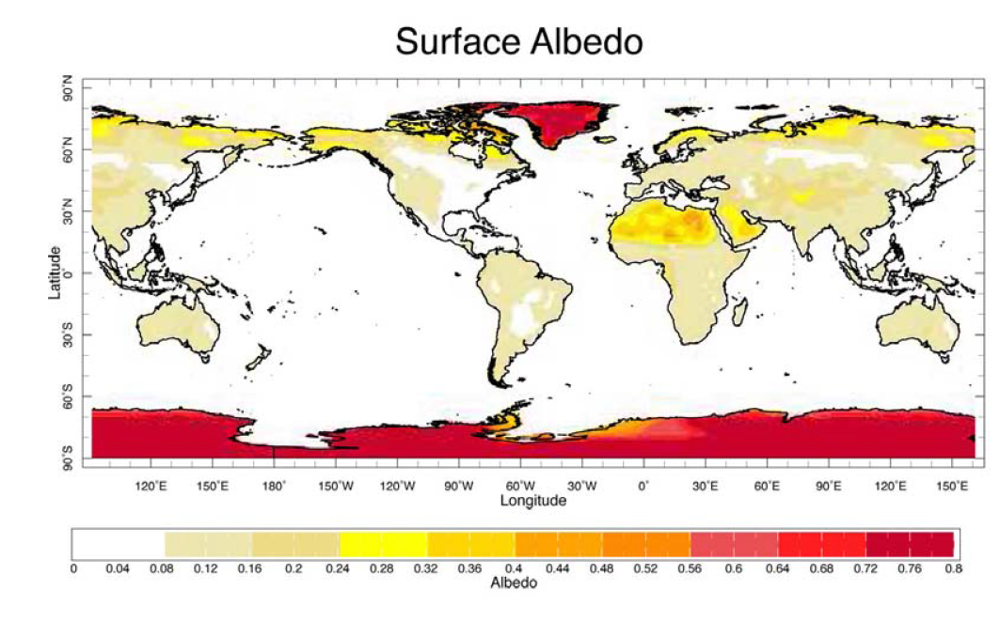 Surface Albedo
90˚N
60˚N
30˚N
0˚
30˚S
60˚S
90˚S
Latitude
120˚E 150˚E 180˚ 150˚W 120˚W 90˚W 60˚W 30˚W 0˚ 30˚E 60˚E 90˚E 120˚E 150˚E
Longitude
0 0.04 0.08 0.12 0.16 0.2 0.24 0.28 0.32 0.36 0.4 0.44 0.48 0.52 0.56 0.6 0.64 0.68 0.72 0.76 0.8
Albedo